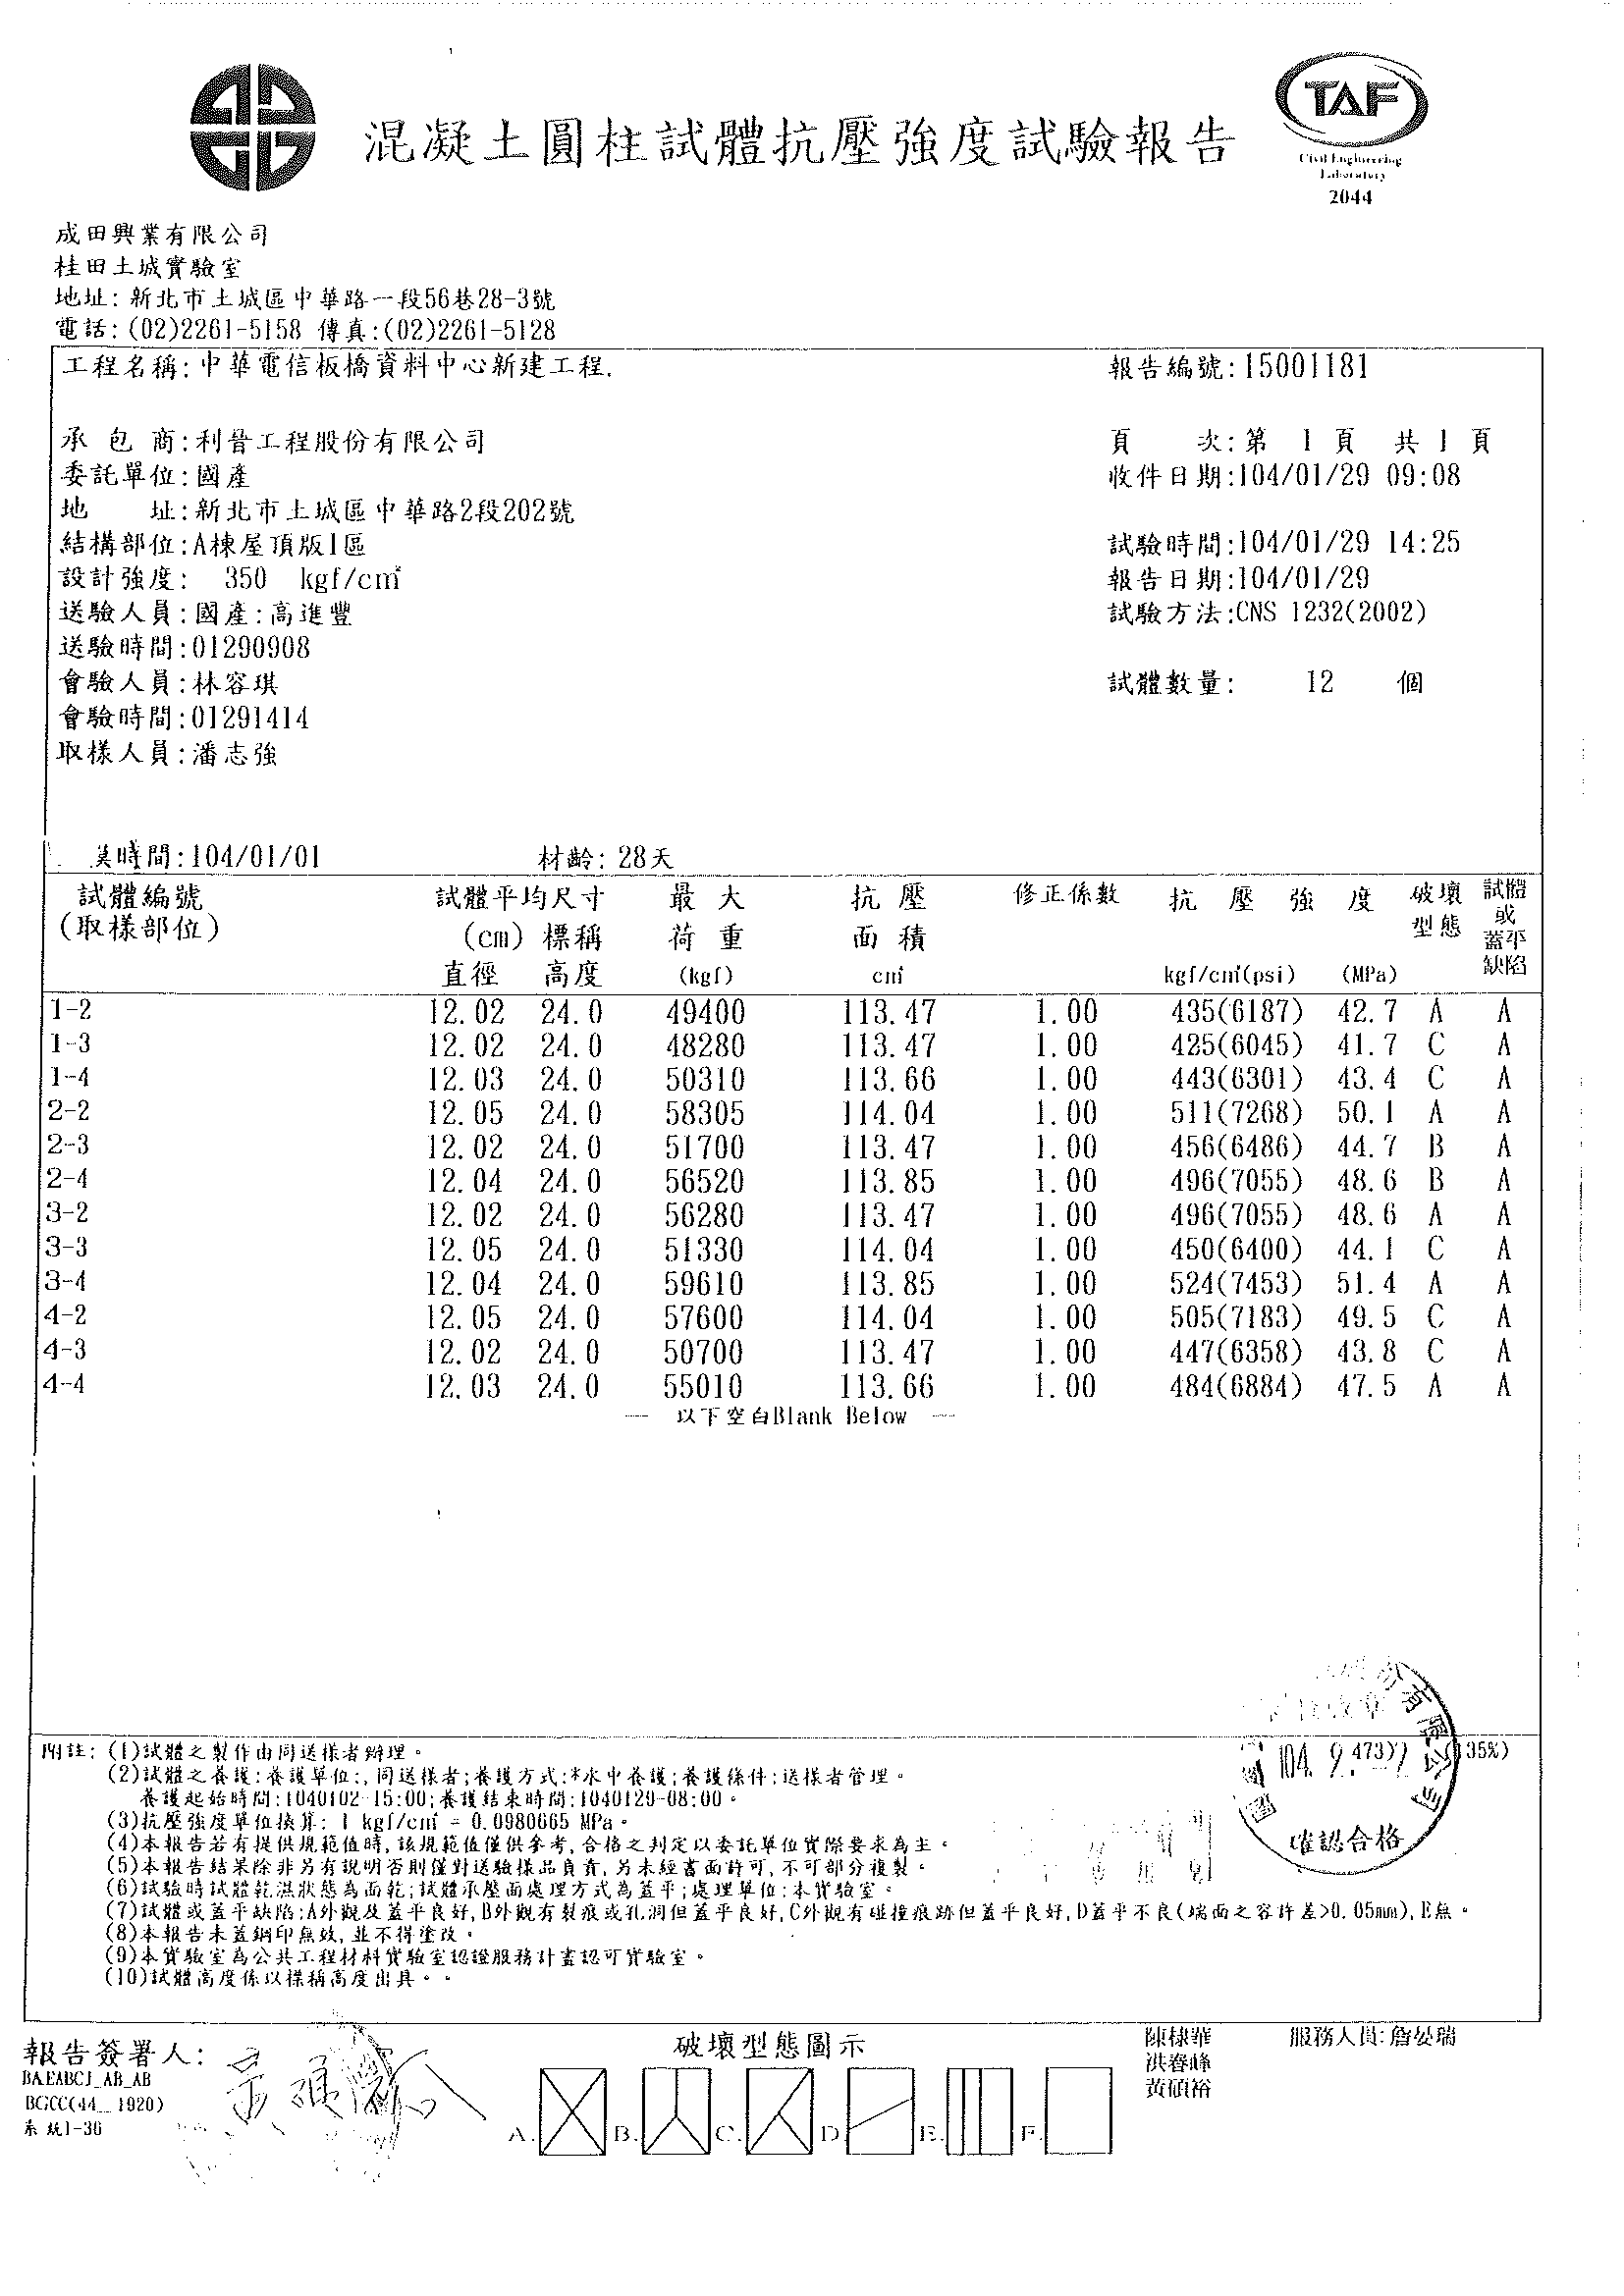 混凝土圓柱試體抗壓強度試驗報告
TAF
Civil Engineering
Laboratory
2044
成田興業有限公司
桂田土城實驗室
地址:新北市土城區中華路一段56巷28-3號
電話:(02)2261-5158 傳真:(02)2261-5128
工程名稱:中華電信板橋資料中心新建工程. 報告編號:15001181
承 包 商:利晉工程股份有限公司 頁 次:第 1 頁 共 1 頁
委託單位:國產 收件日期:104/01/29 09:08
地 址:新北市土城區中華路2段202號
結構部位:A棟屋頂版1區 試驗時間:104/01/29 14:25
設計強度: 350 kgf/cm² 報告日期:104/01/29
送驗人員:國產:高進豐 試驗方法:CNS 1232(2002)
送驗時間:01290908
會驗人員:林容琪 試體數量: 12 個
會驗時間:01291414
取樣人員:潘志強
時間:104/01/01 材齡: 28天
試體編號 試體平均尺寸 最 大 抗 壓 修正係數 抗 壓 強 度 破壞 試體
(取樣部位) (cm) 標稱 荷 重 面 積 型態 或
蓋平
直徑 高度 (kgf) cm² kgf/cm²(psi) (MPa) 缺陷
1-2 12.02 24.0 49400 113.47 1.00 435(6187) 42.7 A A
1-3 12.02 24.0 48280 113.47 1.00 425(6045) 41.7 C A
1-4 12.03 24.0 50310 113.66 1.00 443(6301) 43.4 C A
2-2 12.05 24.0 58305 114.04 1.00 511(7268) 50.1 A A
2-3 12.02 24.0 51700 113.47 1.00 456(6486) 44.7 B A
2-4 12.04 24.0 56520 113.85 1.00 496(7055) 48.6 B A
3-2 12.02 24.0 56280 113.47 1.00 496(7055) 48.6 A A
3-3 12.05 24.0 51330 114.04 1.00 450(6400) 44.1 C A
3-4 12.04 24.0 59610 113.85 1.00 524(7453) 51.4 A A
4-2 12.05 24.0 57600 114.04 1.00 505(7183) 49.5 C A
4-3 12.02 24.0 50700 113.47 1.00 447(6358) 43.8 C A
4-4 12.03 24.0 55010 113.66 1.00 484(6884) 47.5 A A
— 以下空白Blank Below —
份有限公司
104. 2. -2
確認合格
473) 35%)
附註: (1)試體之製作由同送樣者辦理。
(2)試體之養護:養護單位:,同送樣者;養護方式:*水中養護;養護條件:送樣者管理。
養護起始時間:1040102-15:00;養護結束時間:1040129-08:00。
(3)抗壓強度單位換算: 1 kgf/cm² = 0.0980665 MPa。
(4)本報告若有提供規範值時,該規範值僅供參考,合格之判定以委託單位實際要求為主。
(5)本報告結果除非另有說明否則僅對送驗樣品負責,另未經書面許可,不可部分複製。
(6)試驗時試體乾濕狀態為面乾;試體承壓面處理方式為蓋平;處理單位:本實驗室。
(7)試體或蓋平缺陷:A外觀及蓋平良好,B外觀有裂痕或孔洞但蓋平良好,C外觀有碰撞痕跡但蓋平良好,D蓋平不良(端面之容許差>0.05mm),E無。
(8)本報告未蓋鋼印無效,並不得塗改。
(9)本實驗室為公共工程材料實驗室認證服務計畫認可實驗室。
(10)試體高度係以標稱高度出具。。
報告簽署人: 破壞型態圖示 陳棣華 服務人員:詹晏瑞
洪春峰
黃碩裕
BAEABCJ_AB_AB
BGCC(44__1920)
系統1-36
A. B. C. D. E. F.